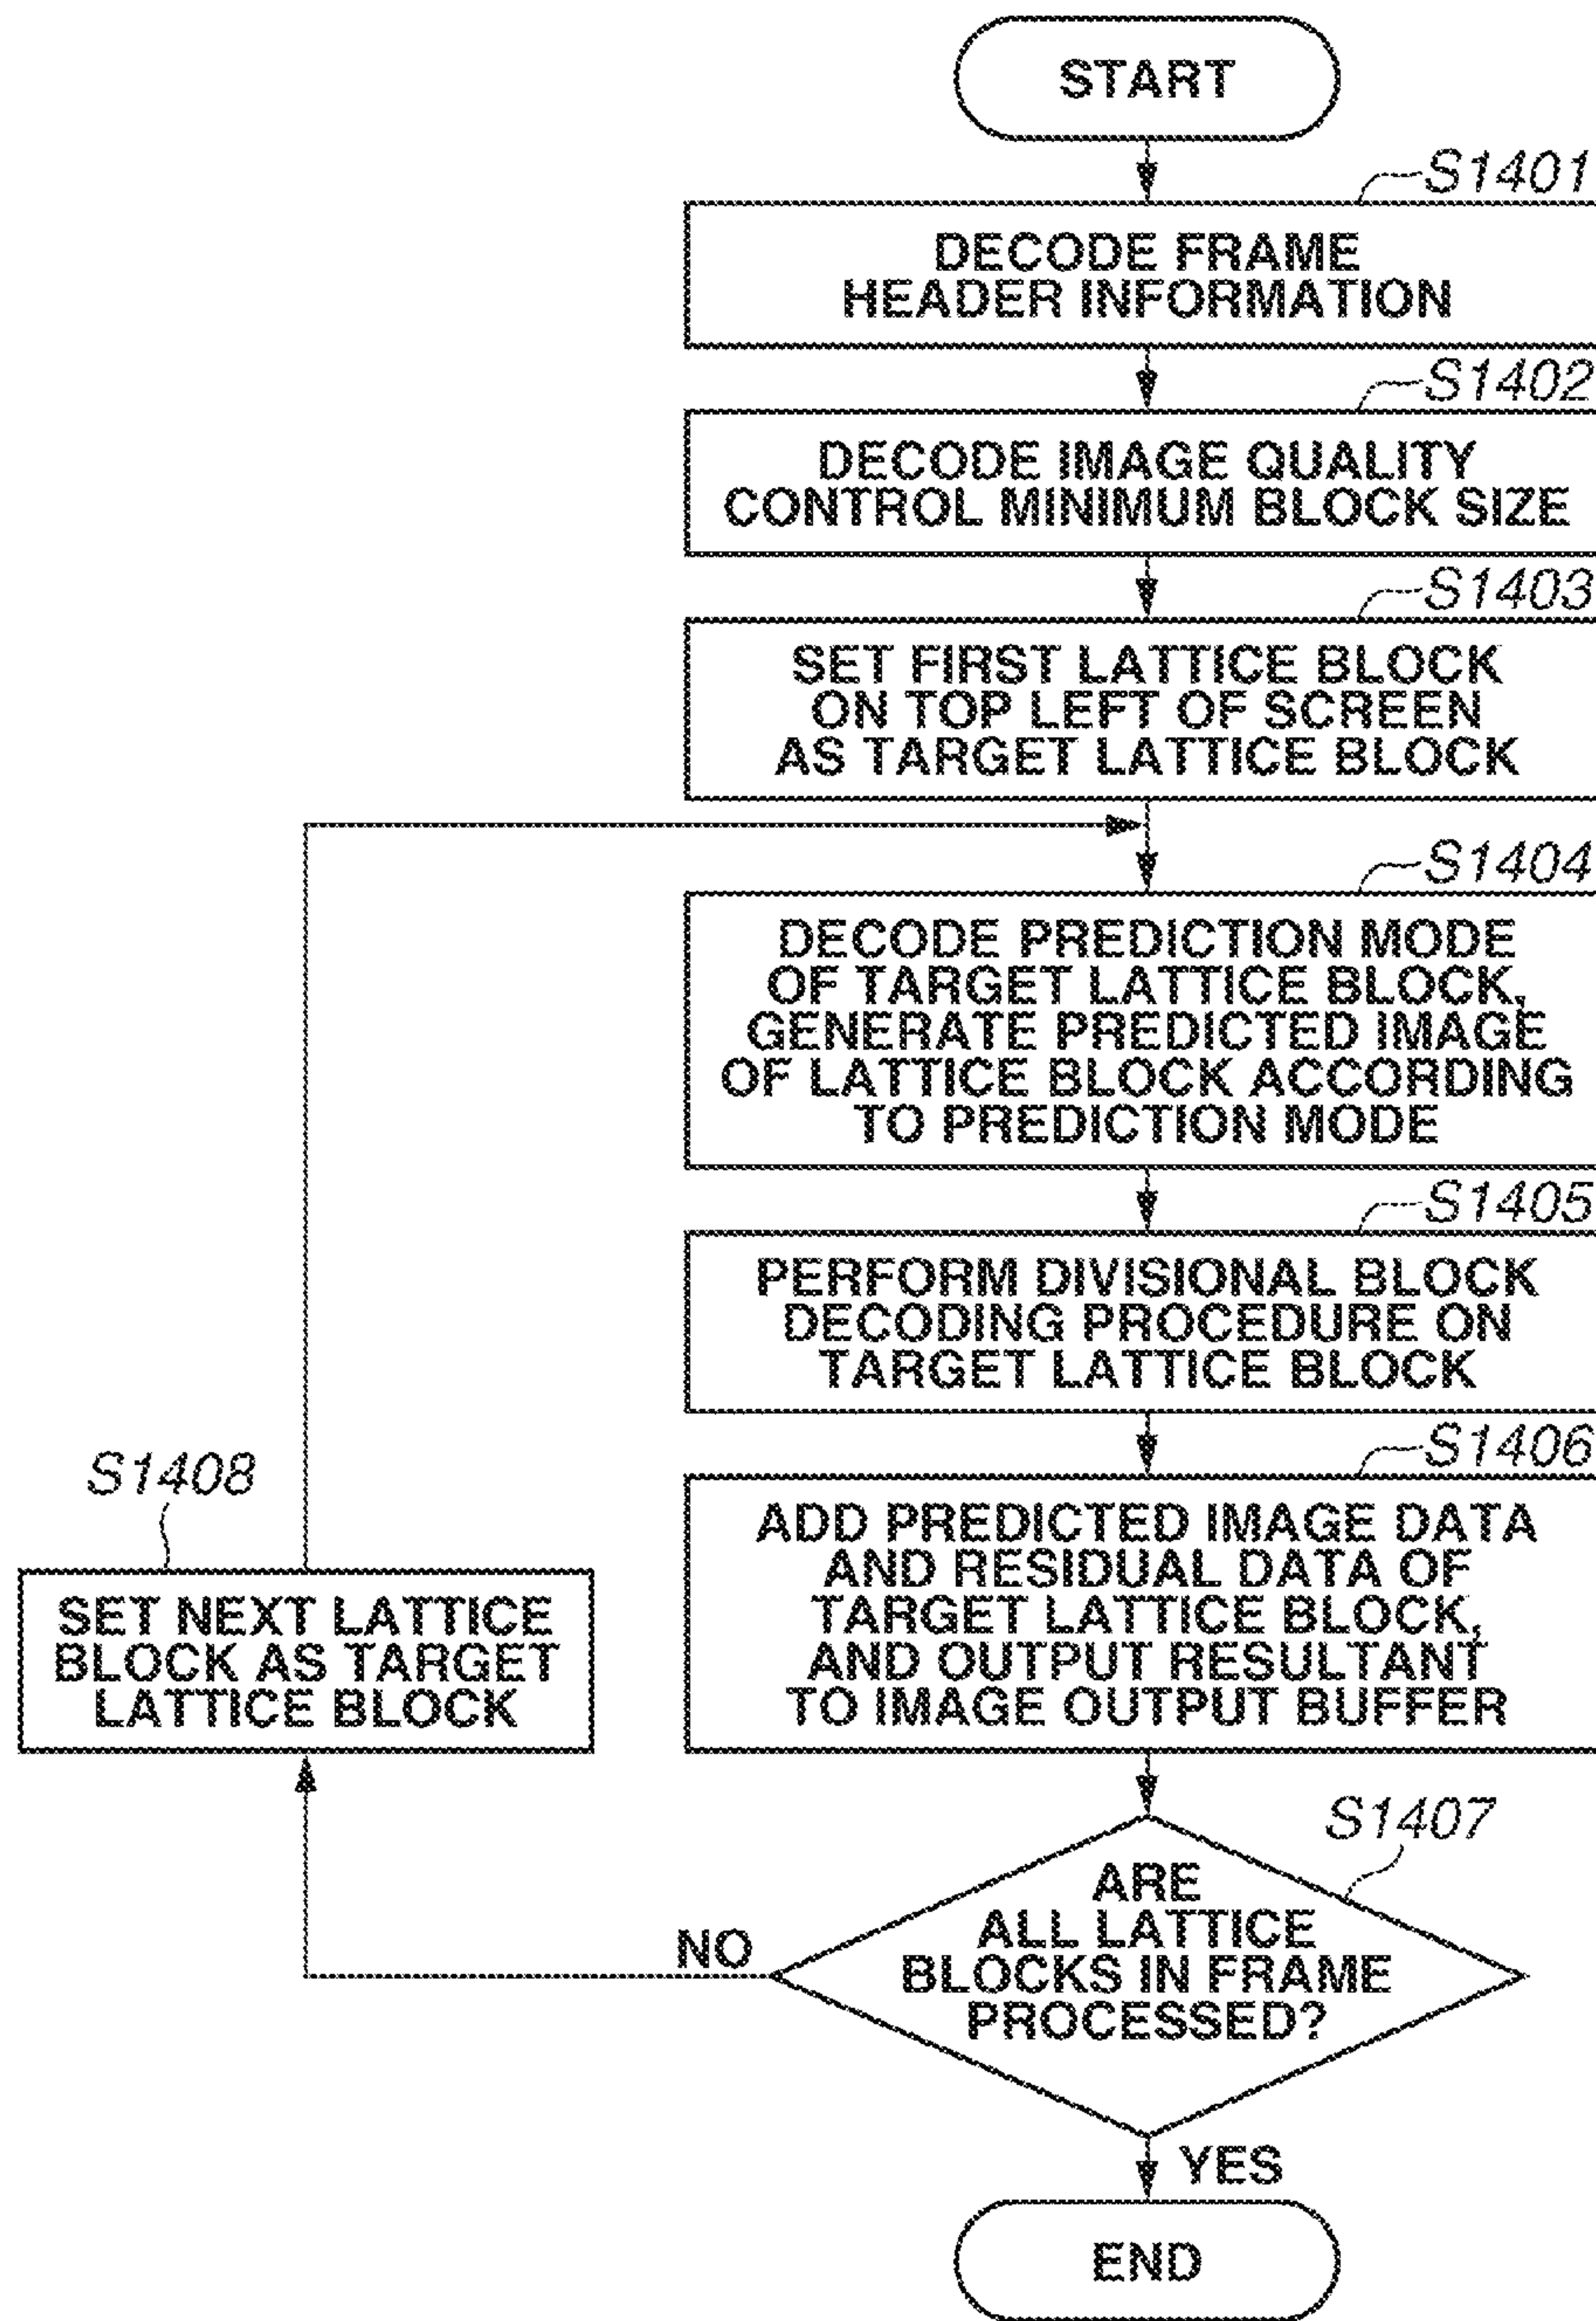 START
S1401
DECODE FRAME
HEADER INFORMATION
S1402
DECODE IMAGE QUALITY
CONTROL MINIMUM BLOCK SIZE
S1403
SET FIRST LATTICE BLOCK
ON TOP LEFT OF SCREEN
AS TARGET LATTICE BLOCK
S1404
DECODE PREDICTION MODE
OF TARGET LATTICE BLOCK,
GENERATE PREDICTED IMAGE
OF LATTICE BLOCK ACCORDING
TO PREDICTION MODE
S1405
PERFORM DIVISIONAL BLOCK
DECODING PROCEDURE ON
TARGET LATTICE BLOCK
S1406
ADD PREDICTED IMAGE DATA
AND RESIDUAL DATA OF
TARGET LATTICE BLOCK,
AND OUTPUT RESULTANT
TO IMAGE OUTPUT BUFFER
S1407
ARE
ALL LATTICE
BLOCKS IN FRAME
PROCESSED?
NO
S1408
SET NEXT LATTICE
BLOCK AS TARGET
LATTICE BLOCK
YES
END